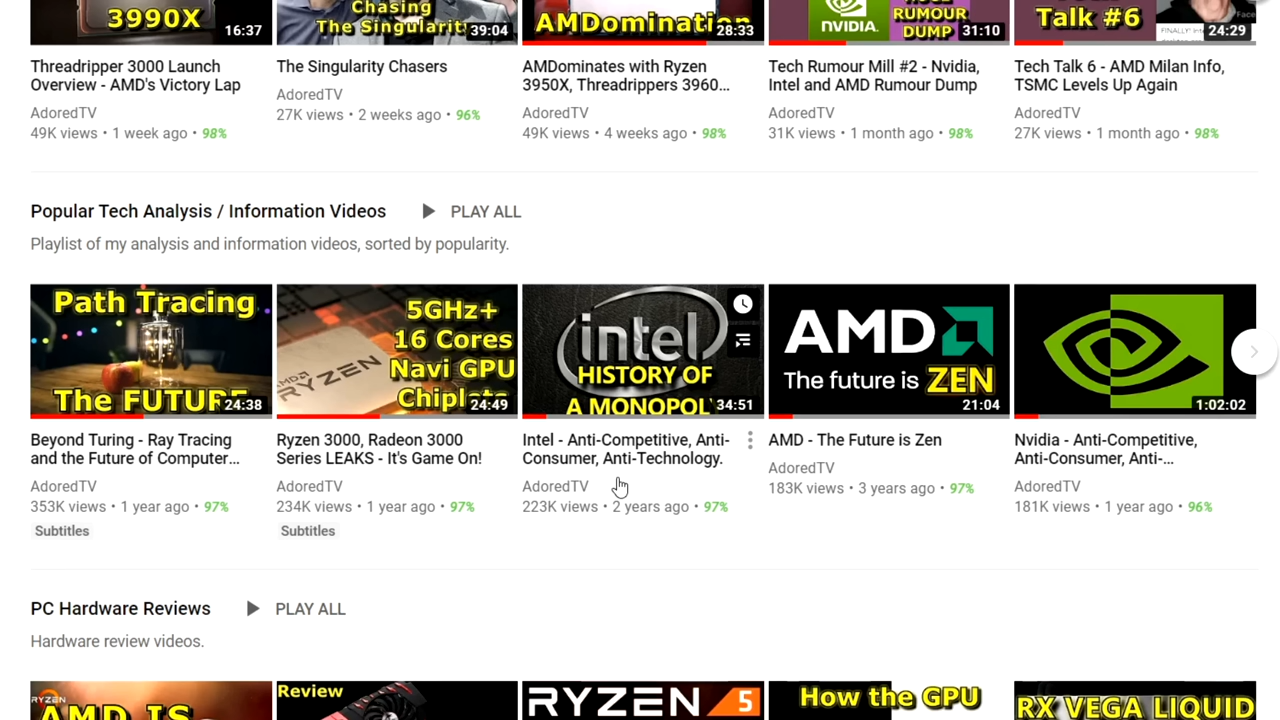 3990X
Chasing
The Singularit
AMDomination
NVIDIA.
RUMOUR
DUMP
Talk #6
16:37
39:04
28:33
31:10
24:29
Threadripper 3000 Launch
Overview - AMD's Victory Lap
AdoredTV
49K views • 1 week ago • 98%
The Singularity Chasers
AdoredTV
27K views • 2 weeks ago • 96%
AMDominates with Ryzen
3950X, Threadrippers 3960...
AdoredTV
49K views • 4 weeks ago • 98%
Tech Rumour Mill #2 - Nvidia,
Intel and AMD Rumour Dump
AdoredTV
31K views • 1 month ago • 98%
Tech Talk 6 - AMD Milan Info,
TSMC Levels Up Again
AdoredTV
27K views • 1 month ago • 98%
Popular Tech Analysis / Information Videos
PLAY ALL
Playlist of my analysis and information videos, sorted by popularity.
Path Tracing
The FUTURE
24:38
Beyond Turing - Ray Tracing
and the Future of Computer...
AdoredTV
353K views • 1 year ago • 97%
Subtitles
AMD
RYZEN
5GHz+
16 Cores
Navi GPU
Chiplets
24:49
Ryzen 3000, Radeon 3000
Series LEAKS - It's Game On!
AdoredTV
234K views • 1 year ago • 97%
Subtitles
intel
HISTORY OF
A MONOPOL
34:51
Intel - Anti-Competitive, Anti-
Consumer, Anti-Technology.
AdoredTV
223K views • 2 years ago • 97%
AMD
The future is ZEN
21:04
AMD - The Future is Zen
AdoredTV
183K views • 3 years ago • 97%
1:02:02
Nvidia - Anti-Competitive,
Anti-Consumer, Anti-...
AdoredTV
181K views • 1 year ago • 96%
PC Hardware Reviews
PLAY ALL
Hardware review videos.
RYZEN
AMD IS
Review
RYZEN 5
How the GPU
RX VEGA LIQUID